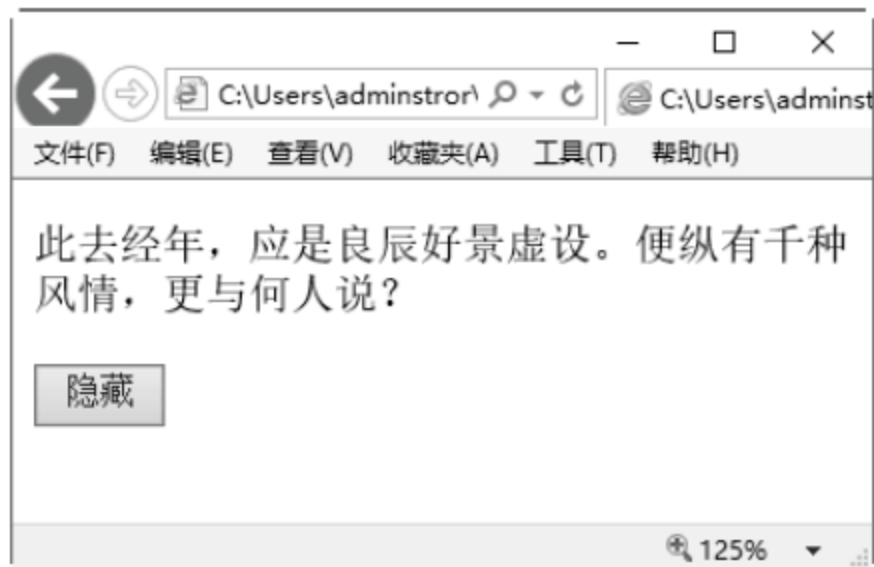 C:\Users\adminstror\
C:\Users\adminst
文件(F) 编辑(E) 查看(V) 收藏夹(A) 工具(T) 帮助(H)
此去经年，应是良辰好景虚设。便纵有千种
风情，更与何人说？
隐藏
125%